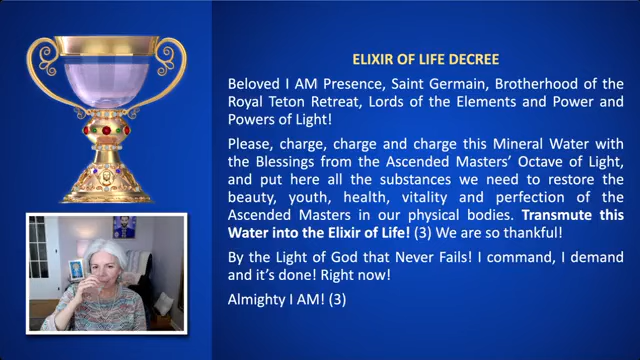 ELIXIR OF LIFE DECREE
Beloved I AM Presence, Saint Germain, Brotherhood of the
Royal Teton Retreat, Lords of the Elements and Power and
Powers of Light!
Please, charge, charge and charge this Mineral Water with
the Blessings from the Ascended Masters’ Octave of Light,
and put here all the substances we need to restore the
beauty, youth, health, vitality and perfection of the
Ascended Masters in our physical bodies. Transmute this
Water into the Elixir of Life! (3) We are so thankful!
By the Light of God that Never Fails! I command, I demand
and it’s done! Right now!
Almighty I AM! (3)